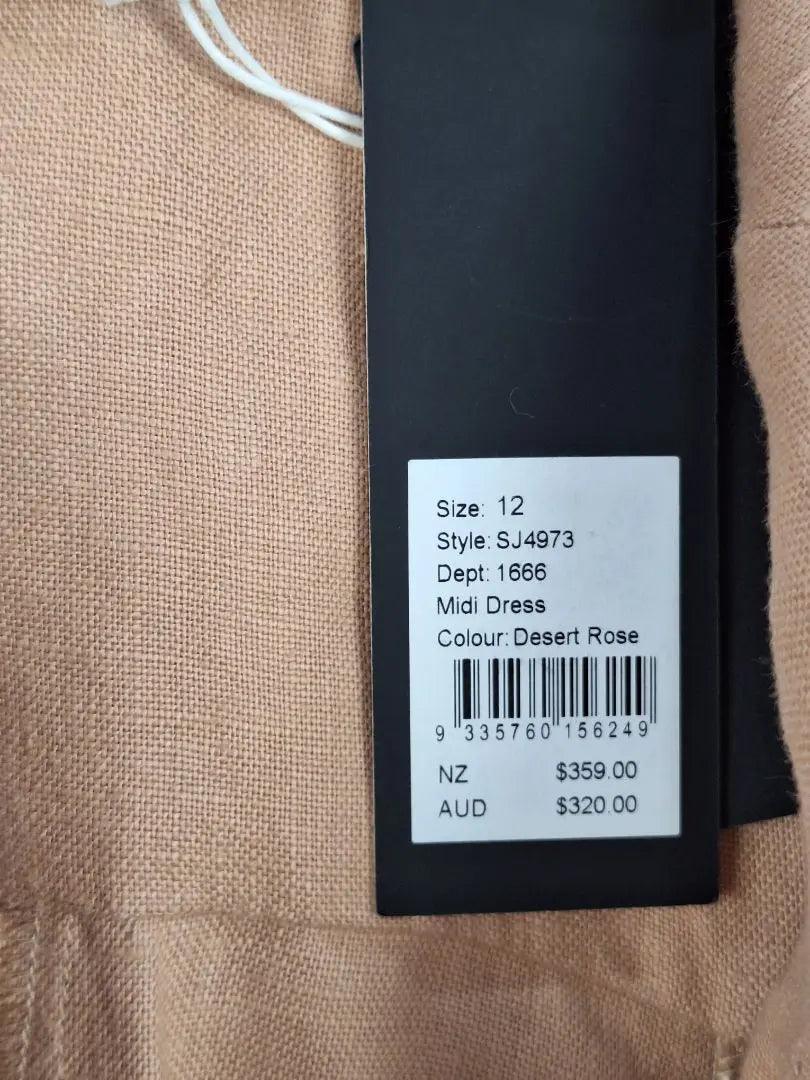 Size: 12
Style: SJ4973
Dept: 1666
Midi Dress
Colour: Desert Rose
9 335760 156249
NZ $359.00
AUD $320.00